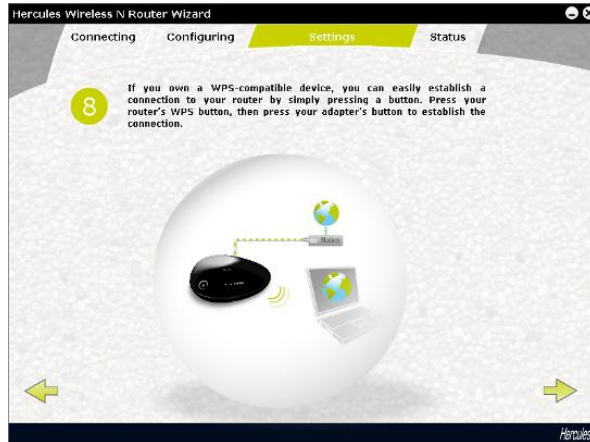 Hercules Wireless N Router Wizard
Connecting Configuring Settings Status
8
If you own a WPS-compatible device, you can easily establish a
connection to your router by simply pressing a button. Press your
router's WPS button, then press your adapter's button to establish the
connection.
Modem
Hercules